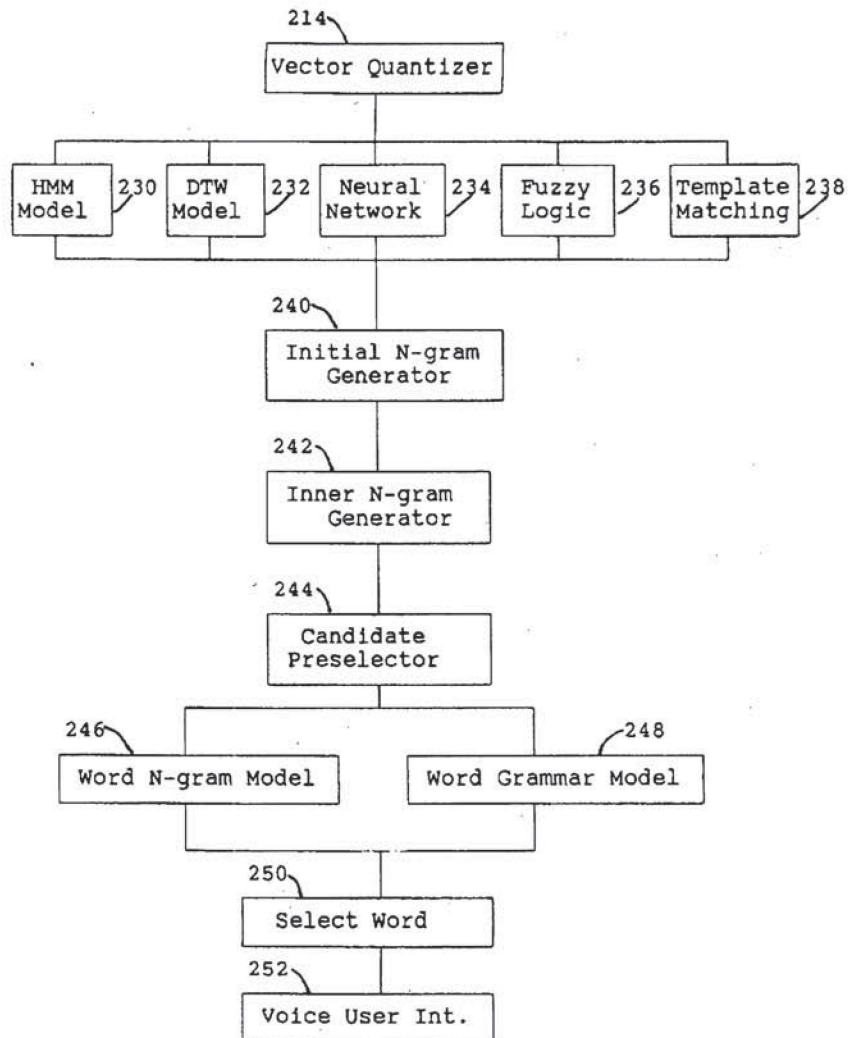 214
Vector Quantizer
HMM
Model
230
DTW
Model
232
Neural
Network
234
Fuzzy
Logic
236
Template
Matching
238
240
Initial N-gram
Generator
242
Inner N-gram
Generator
244
Candidate
Preselector
246
Word N-gram Model
248
Word Grammar Model
250
Select Word
252
Voice User Int.